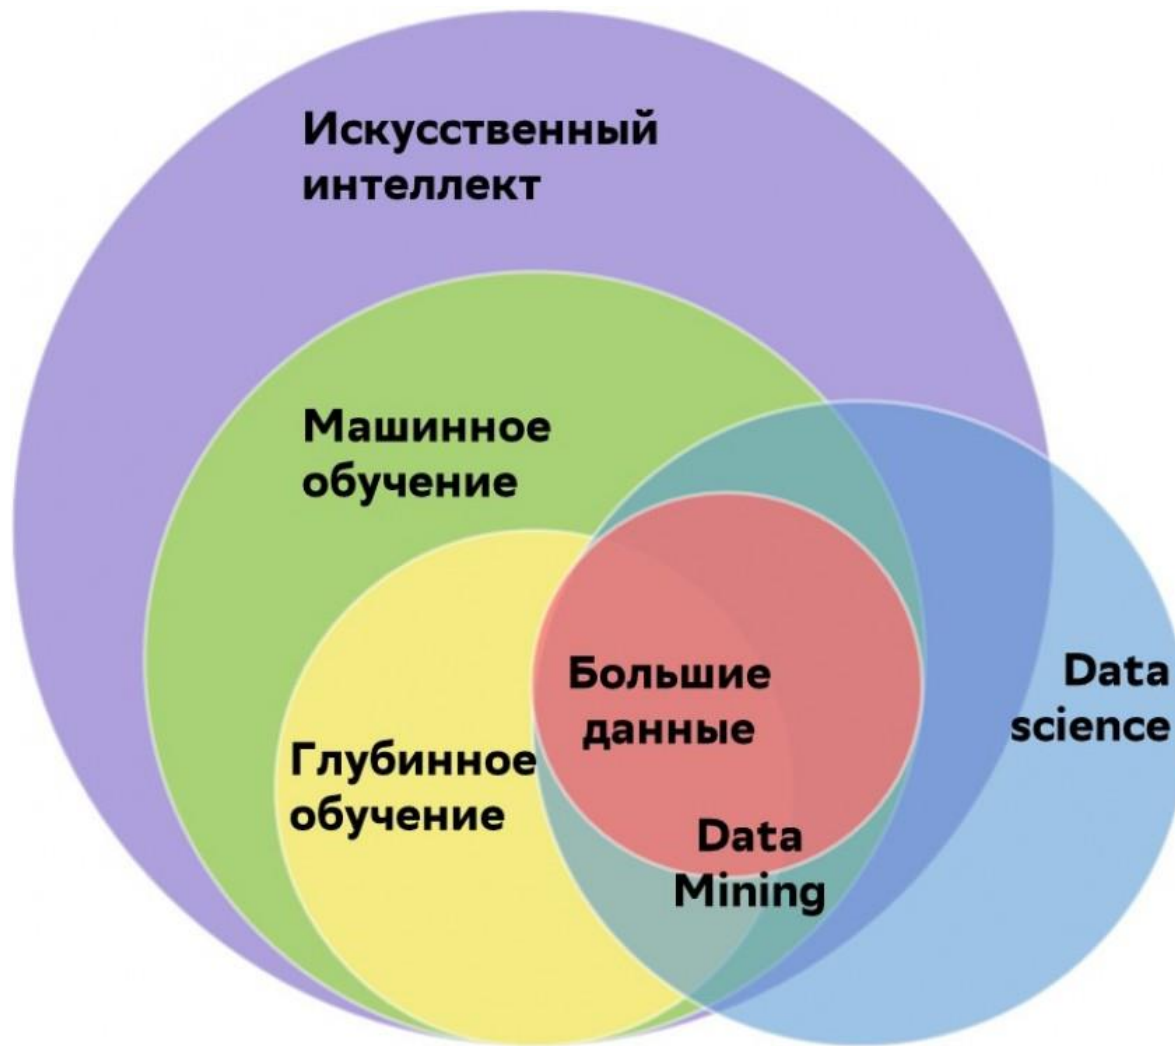 Искусственный
интеллект
Машинное
обучение
Большие
данные
Data
science
Глубинное
обучение
Data
Mining